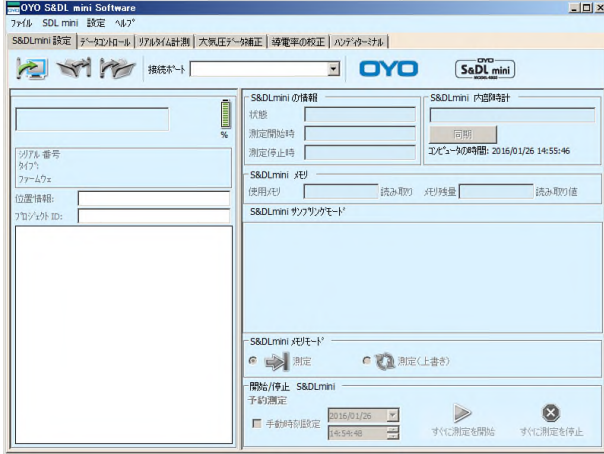 OYO S&DL mini Software
ファイル SDL mini 設定 ヘルプ
S&DLmini 設定 データコントロール リアルタイム計測 大気圧データ補正 導電率の校正 ハンディターミナル
接続ポート
OYO
OYO
S&DL mini
%
シリアル 番号
タイプ:
ファームウェ
位置情報:
プロジェクト ID:
S&DLmini の情報
状態
測定開始時
測定停止時
S&DLmini 内部時計
同期
コンピュータの時間: 2016/01/26 14:55:46
S&DLmini メモリ
使用メモリ 読み取り メモリ残量 読み取り値
S&DLmini サンプリングモード
S&DLmini メモリモード
測定 測定(上書き)
開始/停止 S&DLmini
予約測定
手動時刻設定
2016/01/26
14:54:48
すぐに測定を開始 すぐに測定を停止